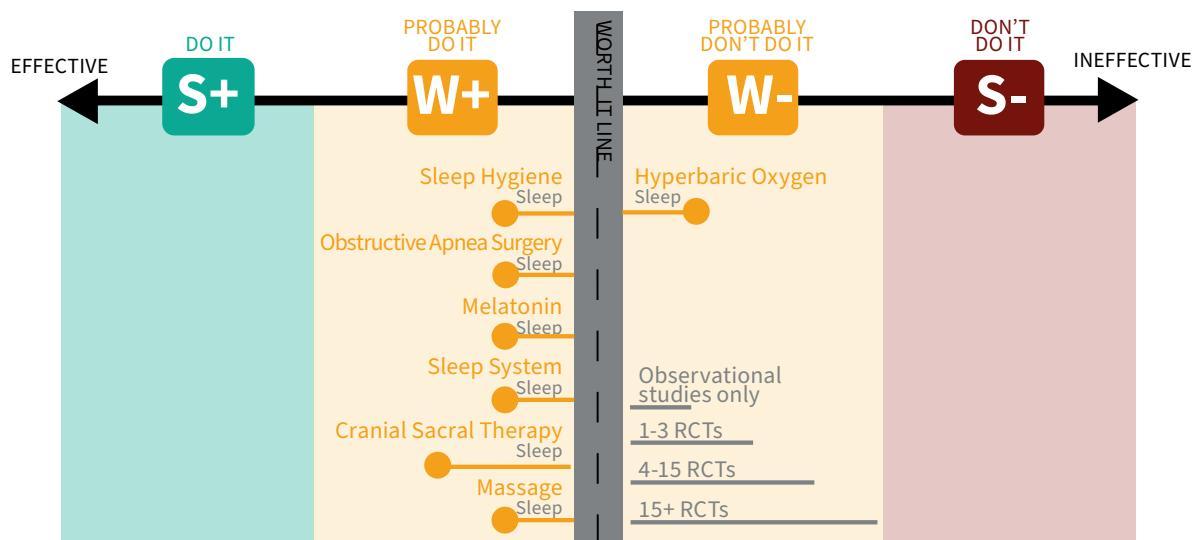 EFFECTIVE
DO IT
S+
PROBABLY
DO IT
W+
WORTH IT LINE
PROBABLY
DON'T DO IT
W-
DON'T
DO IT
S-
INEFFECTIVE
Sleep Hygiene
Sleep
Obstructive Apnea Surgery
Sleep
Melatonin
Sleep
Sleep System
Sleep
Cranial Sacral Therapy
Sleep
Massage
Sleep
Hyperbaric Oxygen
Sleep
Observational
studies only
1-3 RCTs
4-15 RCTs
15+ RCTs